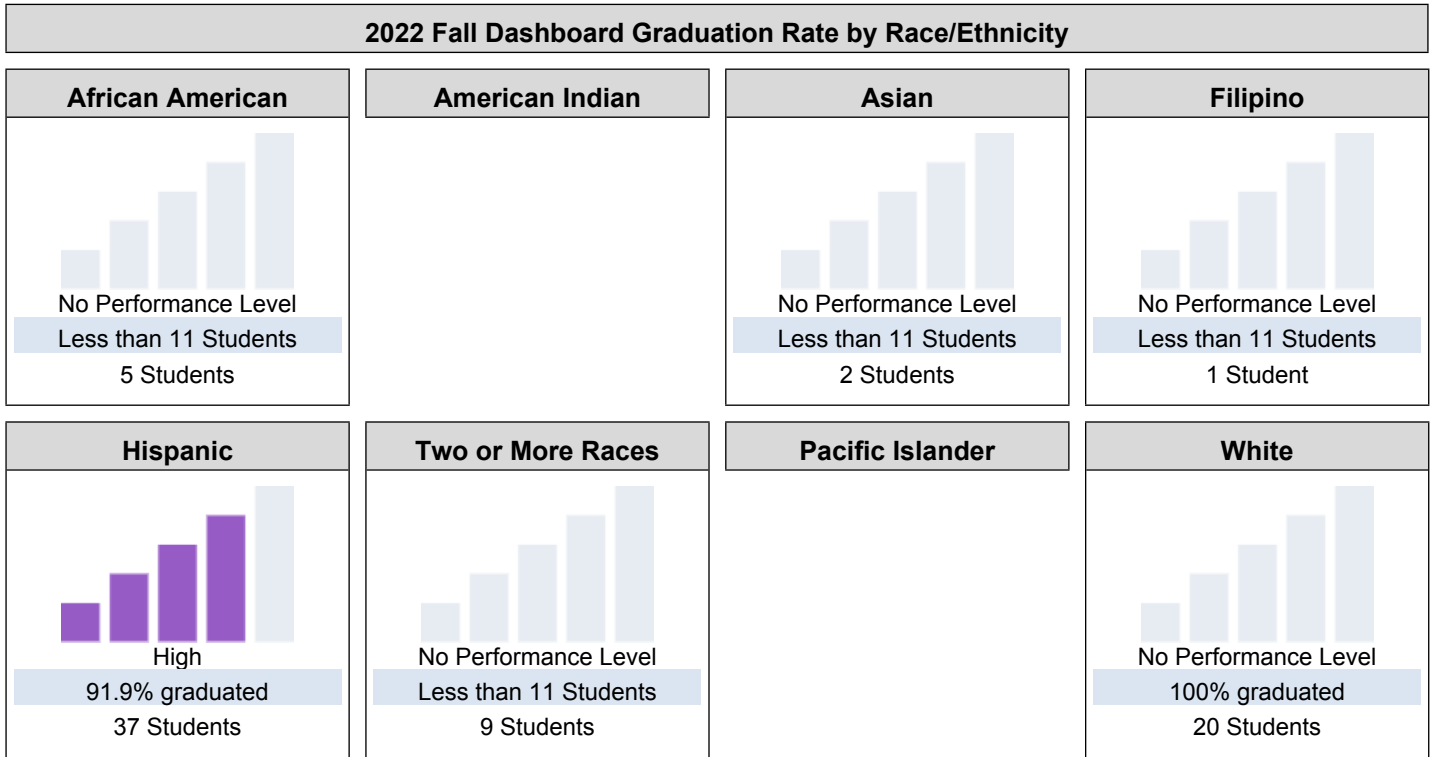 2022 Fall Dashboard Graduation Rate by Race/Ethnicity
African American
No Performance Level
Less than 11 Students
5 Students
American Indian
Asian
No Performance Level
Less than 11 Students
2 Students
Filipino
No Performance Level
Less than 11 Students
1 Student
Hispanic
High
91.9% graduated
37 Students
Two or More Races
No Performance Level
Less than 11 Students
9 Students
Pacific Islander
White
No Performance Level
100% graduated
20 Students